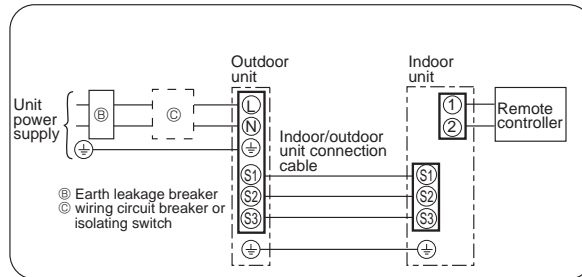 Outdoor
unit
Indoor
unit
Unit
power
supply
Ⓑ
Ⓒ
L
N
S1
S2
S3
Indoor/outdoor
unit connection
cable
1
2
Remote
controller
S1
S2
S3
Ⓑ Earth leakage breaker
Ⓒ wiring circuit breaker or
isolating switch